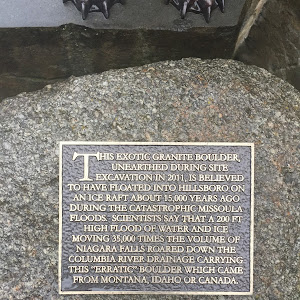 THIS EXOTIC GRANITE BOULDER,
UNEARTHED DURING SITE
EXCAVATION IN 2011, IS BELIEVED
TO HAVE FLOATED INTO HILLSBORO ON
AN ICE RAFT ABOUT 15,000 YEARS AGO
DURING THE CATASTROPHIC MISSOULA
FLOODS. SCIENTISTS SAY THAT A 200 FT
HIGH FLOOD OF WATER AND ICE
MOVING 35,000 TIMES THE VOLUME OF
NIAGARA FALLS ROARED DOWN THE
COLUMBIA RIVER DRAINAGE CARRYING
THIS "ERRATIC" BOULDER WHICH CAME
FROM MONTANA, IDAHO OR CANADA.